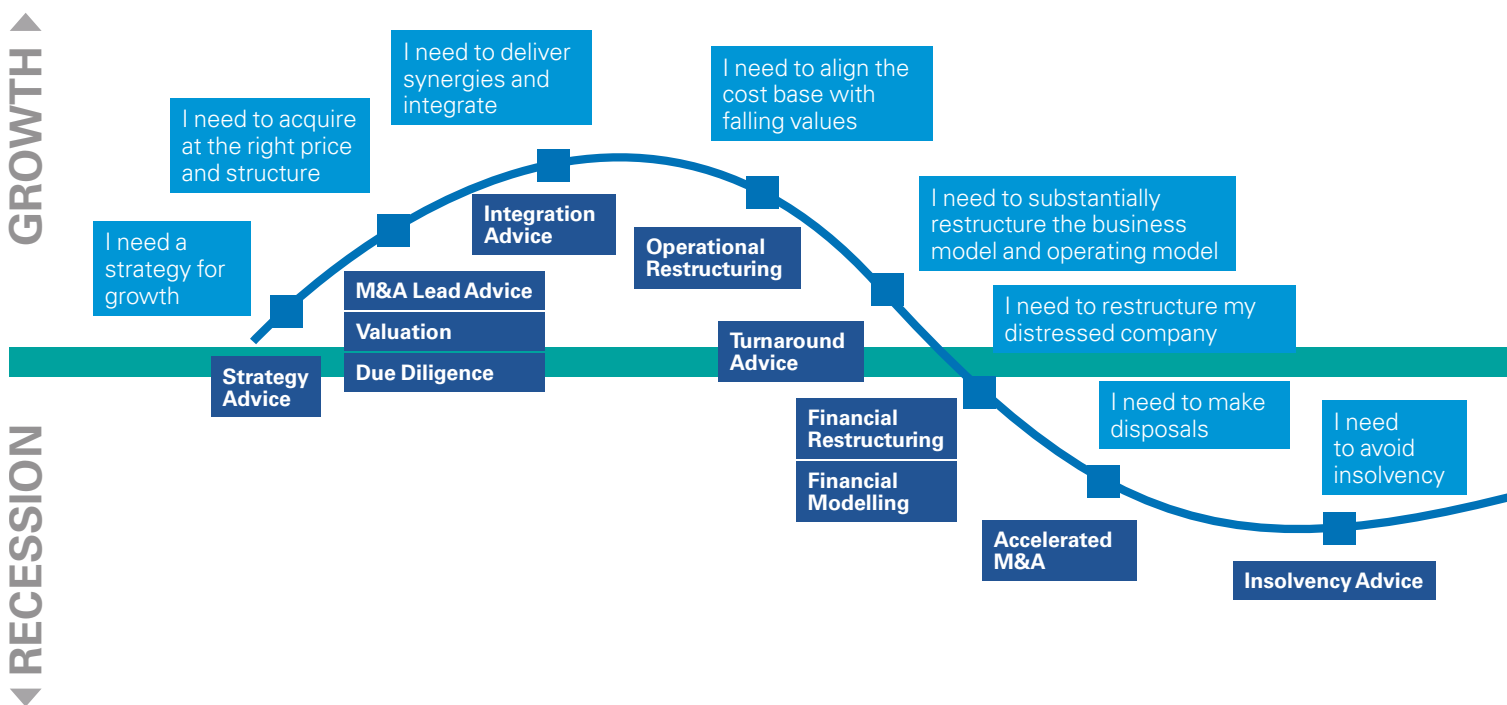 GROWTH
RECESSION
I need a
strategy for
growth
Strategy
Advice
I need to acquire
at the right price
and structure
M&A Lead Advice
Valuation
Due Diligence
I need to deliver
synergies and
integrate
Integration
Advice
I need to align the
cost base with
falling values
Operational
Restructuring
I need to substantially
restructure the business
model and operating model
Turnaround
Advice
I need to restructure my
distressed company
Financial
Restructuring
Financial
Modelling
I need to make
disposals
Accelerated
M&A
I need
to avoid
insolvency
Insolvency Advice